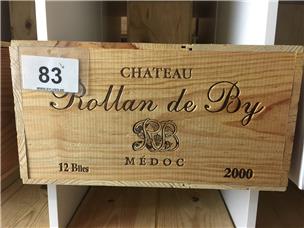 83
CHATEAU
Rollan de By
RB
MÉDOC
12 Btles
2000